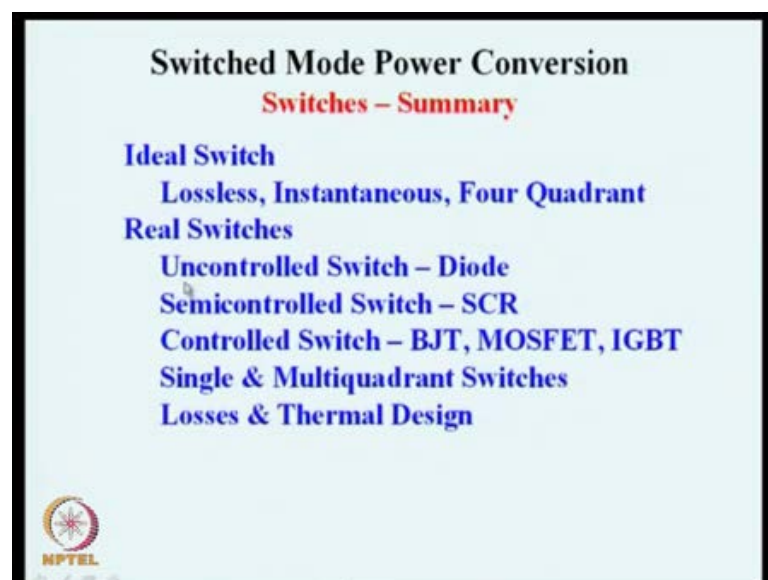 Switched Mode Power Conversion
Switches – Summary
Ideal Switch
Lossless, Instantaneous, Four Quadrant
Real Switches
Uncontrolled Switch – Diode
Semicontrolled Switch – SCR
Controlled Switch – BJT, MOSFET, IGBT
Single & Multiquadrant Switches
Losses & Thermal Design
NPTEL